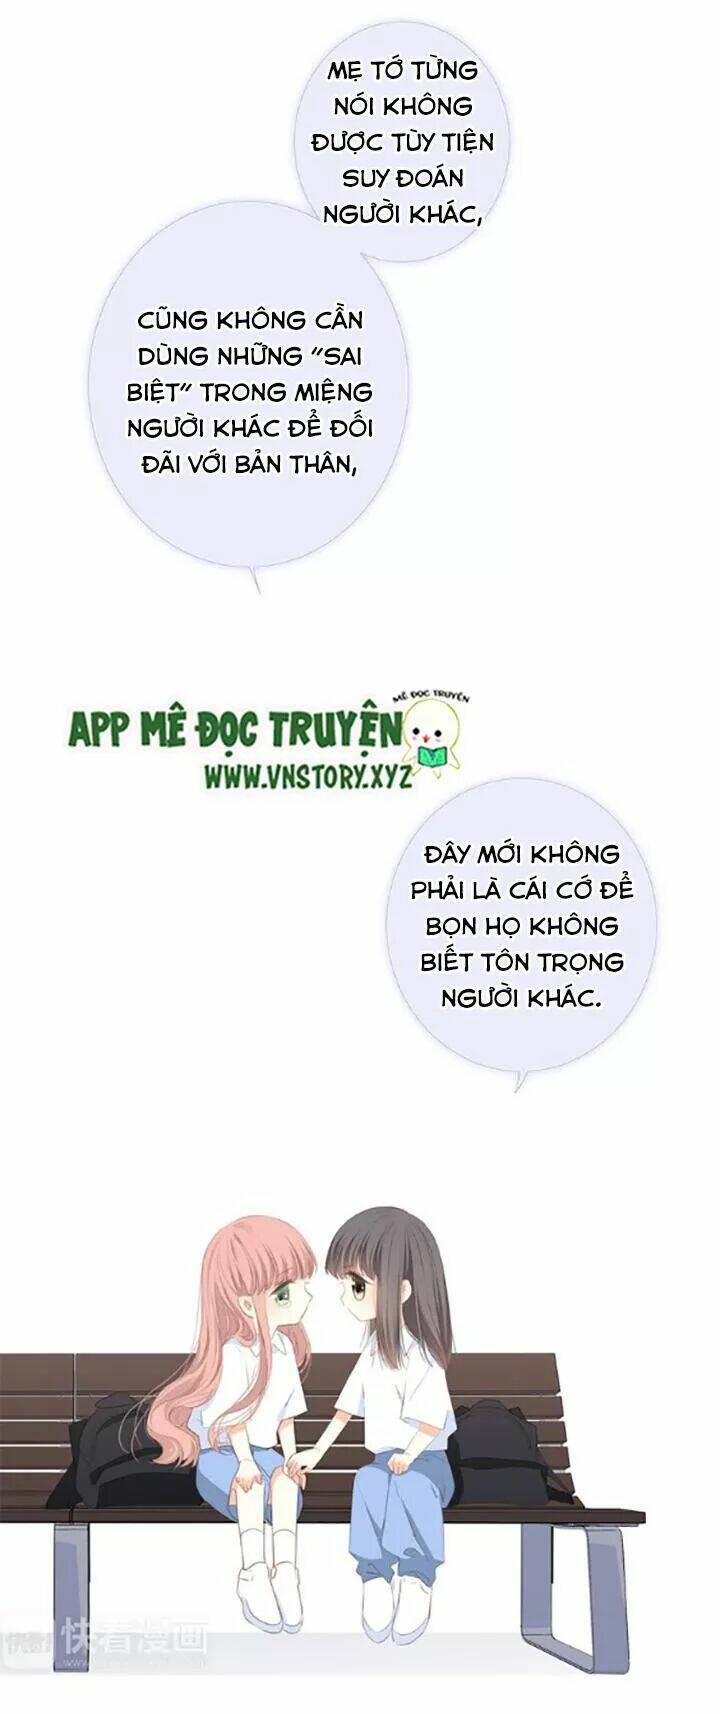 MẸ TỚ TỪNG
NÓI KHÔNG
ĐƯỢC TÙY TIỆN
SUY ĐOÁN
NGƯỜI KHÁC,
CŨNG KHÔNG CẦN
DÙNG NHỮNG "SAI
BIỆT" TRONG MIỆNG
NGƯỜI KHÁC ĐỂ ĐỐI
ĐÃI VỚI BẢN THÂN,
MÊ ĐỌC TRUYỆN
APP MÊ ĐỌC TRUYỆN
WWW.VNSTORY.XYZ
ĐÂY MỚI KHÔNG
PHẢI LÀ CÁI CỚ ĐỂ
BỌN HỌ KHÔNG
BIẾT TÔN TRỌNG
NGƯỜI KHÁC.
快看漫画